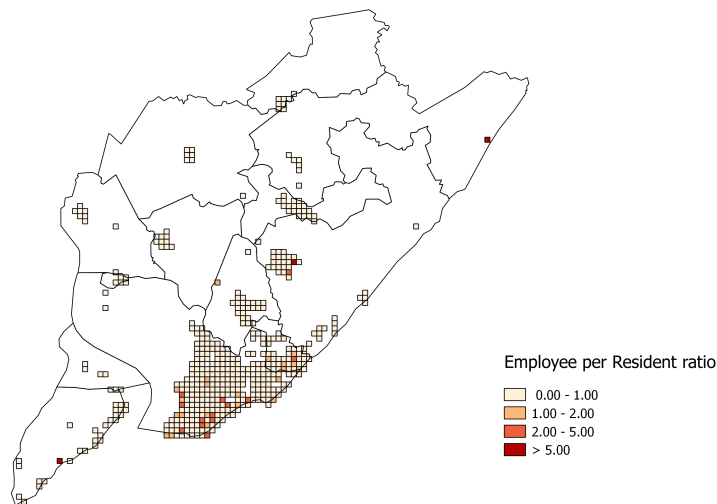 Employee per Resident ratio
0.00 - 1.00
1.00 - 2.00
2.00 - 5.00
> 5.00